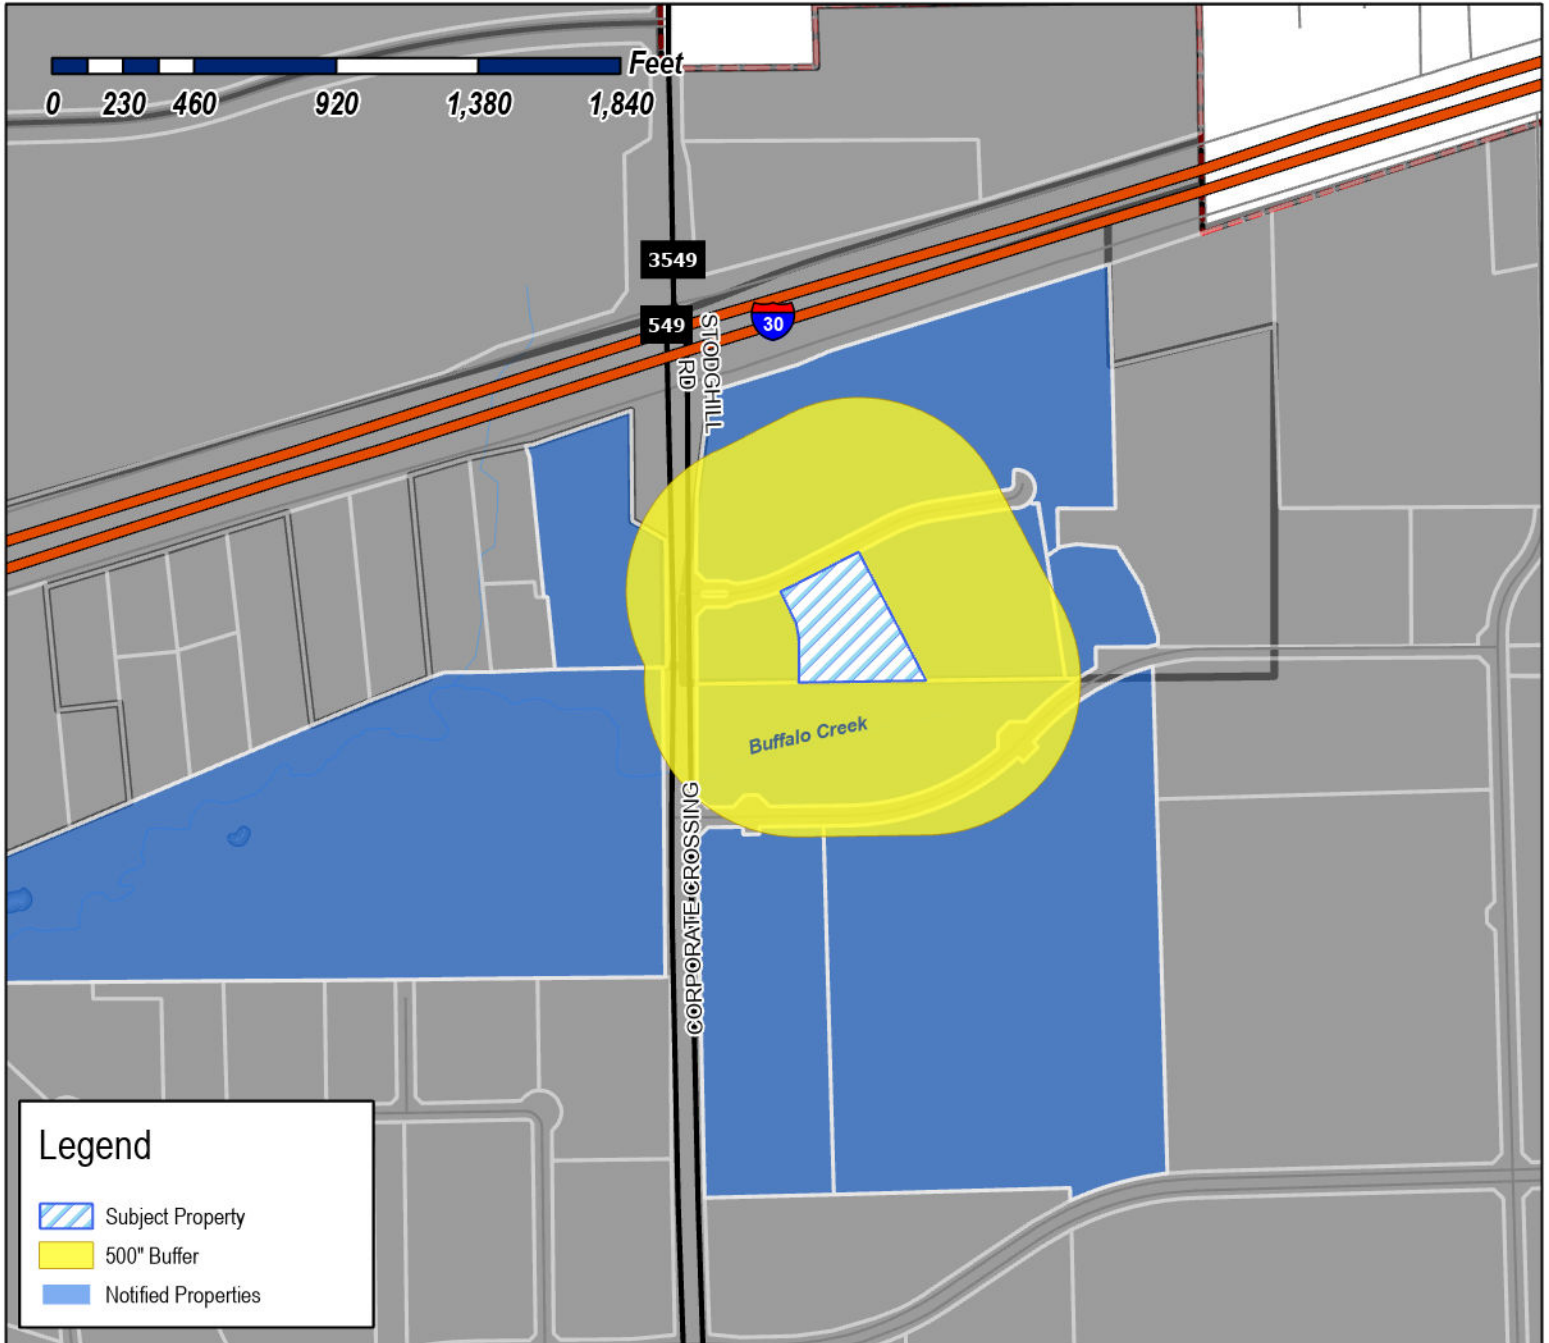 Feet
0 230 460 920 1,380 1,840
3549
549
30
STODGHILL
RD
Buffalo Creek
CORPORATE CROSSING
Legend
Subject Property
500" Buffer
Notified Properties